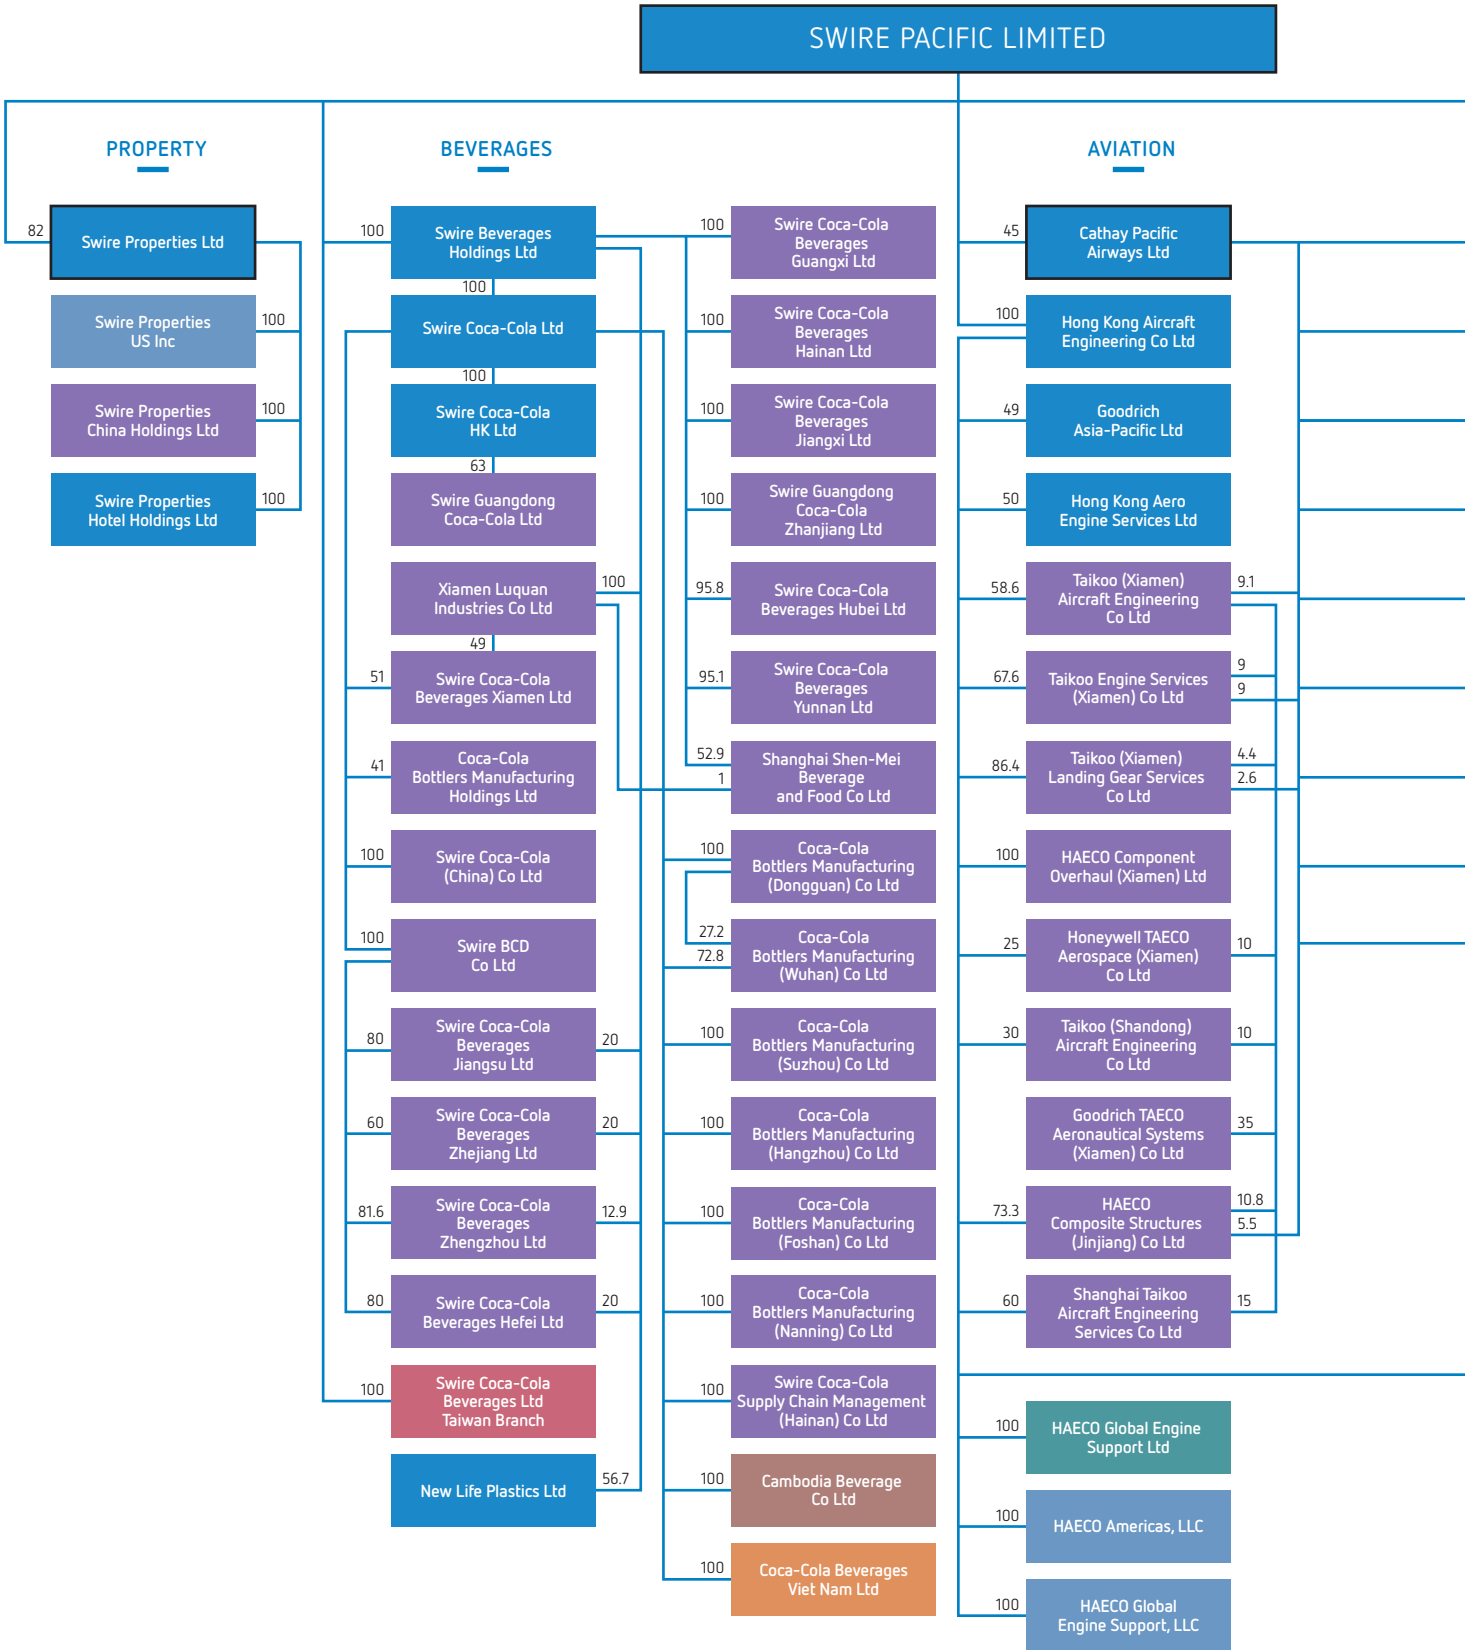 SWIRE PACIFIC LIMITED
PROPERTY
82
Swire Properties Ltd
Swire Properties
US Inc
100
Swire Properties
China Holdings Ltd
100
Swire Properties
Hotel Holdings Ltd
100
BEVERAGES
100
Swire Beverages
Holdings Ltd
100
Swire Coca-Cola Ltd
100
Swire Coca-Cola
HK Ltd
63
Swire Guangdong
Coca-Cola Ltd
Xiamen Luquan
Industries Co Ltd
100
49
51
Swire Coca-Cola
Beverages Xiamen Ltd
41
Coca-Cola
Bottlers Manufacturing
Holdings Ltd
100
Swire Coca-Cola
(China) Co Ltd
100
Swire BCD
Co Ltd
80
Swire Coca-Cola
Beverages
Jiangsu Ltd
20
60
Swire Coca-Cola
Beverages
Zhejiang Ltd
20
81.6
Swire Coca-Cola
Beverages
Zhengzhou Ltd
12.9
80
Swire Coca-Cola
Beverages Hefei Ltd
20
100
Swire Coca-Cola
Beverages Ltd
Taiwan Branch
New Life Plastics Ltd
56.7
100
Swire Coca-Cola
Beverages
Guangxi Ltd
100
Swire Coca-Cola
Beverages
Hainan Ltd
100
Swire Coca-Cola
Beverages
Jiangxi Ltd
100
Swire Guangdong
Coca-Cola
Zhanjiang Ltd
95.8
Swire Coca-Cola
Beverages Hubei Ltd
95.1
Swire Coca-Cola
Beverages
Yunnan Ltd
52.9
1
Shanghai Shen-Mei
Beverage
and Food Co Ltd
100
Coca-Cola
Bottlers Manufacturing
(Dongguan) Co Ltd
27.2
72.8
Coca-Cola
Bottlers Manufacturing
(Wuhan) Co Ltd
100
Coca-Cola
Bottlers Manufacturing
(Suzhou) Co Ltd
100
Coca-Cola
Bottlers Manufacturing
(Hangzhou) Co Ltd
100
Coca-Cola
Bottlers Manufacturing
(Foshan) Co Ltd
100
Coca-Cola
Bottlers Manufacturing
(Nanning) Co Ltd
100
Swire Coca-Cola
Supply Chain Management
(Hainan) Co Ltd
100
Cambodia Beverage
Co Ltd
100
Coca-Cola Beverages
Viet Nam Ltd
AVIATION
45
Cathay Pacific
Airways Ltd
100
Hong Kong Aircraft
Engineering Co Ltd
49
Goodrich
Asia-Pacific Ltd
50
Hong Kong Aero
Engine Services Ltd
58.6
Taikoo (Xiamen)
Aircraft Engineering
Co Ltd
9.1
67.6
Taikoo Engine Services
(Xiamen) Co Ltd
9
9
86.4
Taikoo (Xiamen)
Landing Gear Services
Co Ltd
4.4
2.6
100
HAECO Component
Overhaul (Xiamen) Ltd
25
Honeywell TAECO
Aerospace (Xiamen)
Co Ltd
10
30
Taikoo (Shandong)
Aircraft Engineering
Co Ltd
10
Goodrich TAECO
Aeronautical Systems
(Xiamen) Co Ltd
35
73.3
HAECO
Composite Structures
(Jinjiang) Co Ltd
10.8
5.5
60
Shanghai Taikoo
Aircraft Engineering
Services Co Ltd
15
100
HAECO Global Engine
Support Ltd
100
HAECO Americas, LLC
100
HAECO Global
Engine Support, LLC